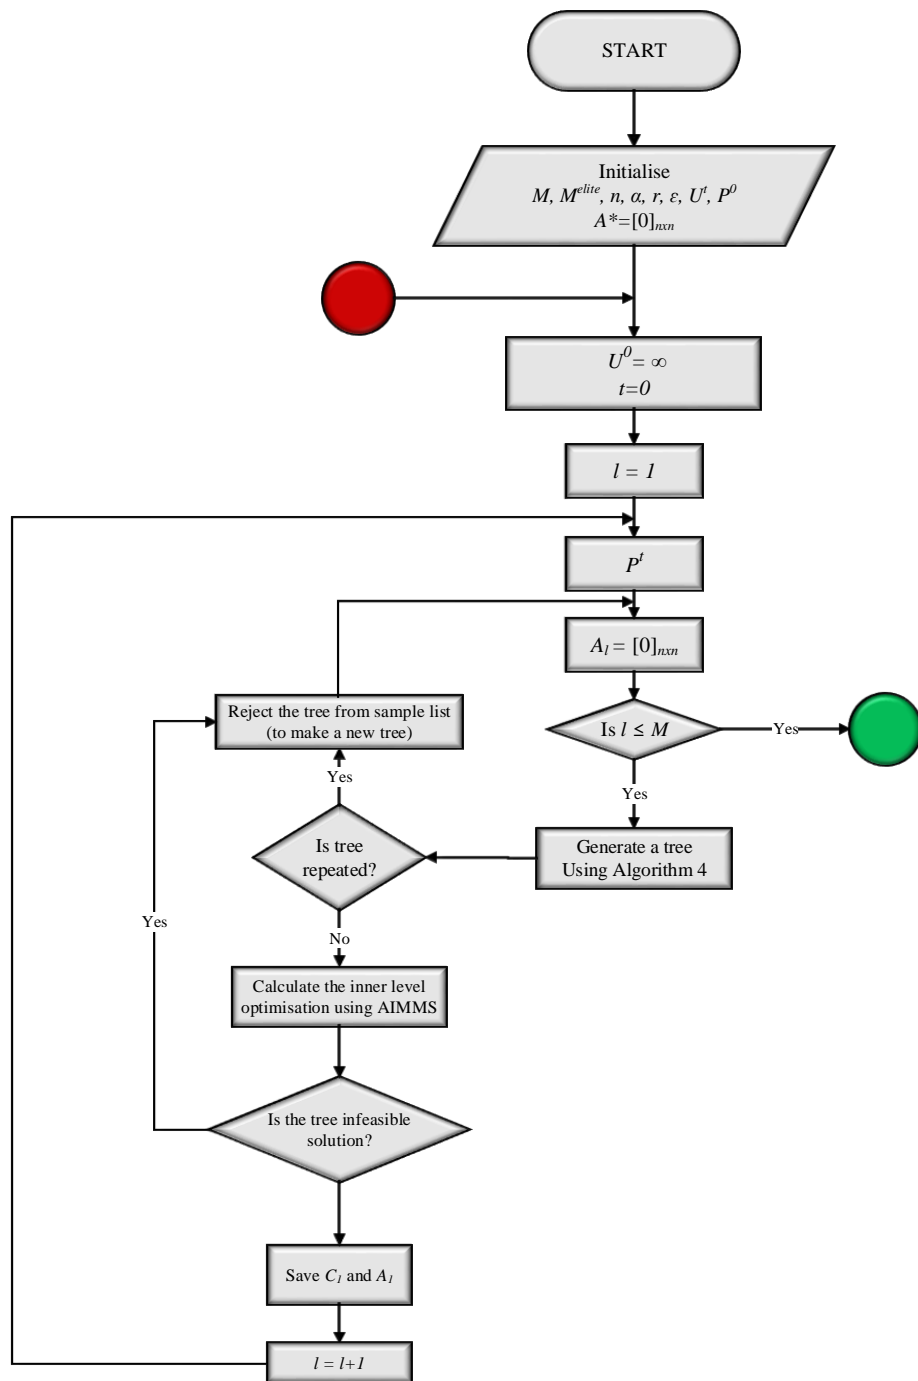 START
Initialise
M, M^elite, n, α, r, ε, U^t, P^0
A*=[0]nxn
U^0= ∞
t=0
l = 1
P^t
A_l = [0]nxn
Reject the tree from sample list
(to make a new tree)
Is l ≤ M
Yes
Yes
Yes
Generate a tree
Using Algorithm 4
Is tree
repeated?
Yes
No
Calculate the inner level
optimisation using AIMMS
Is the tree infeasible
solution?
Save C_l and A_l
l = l+1